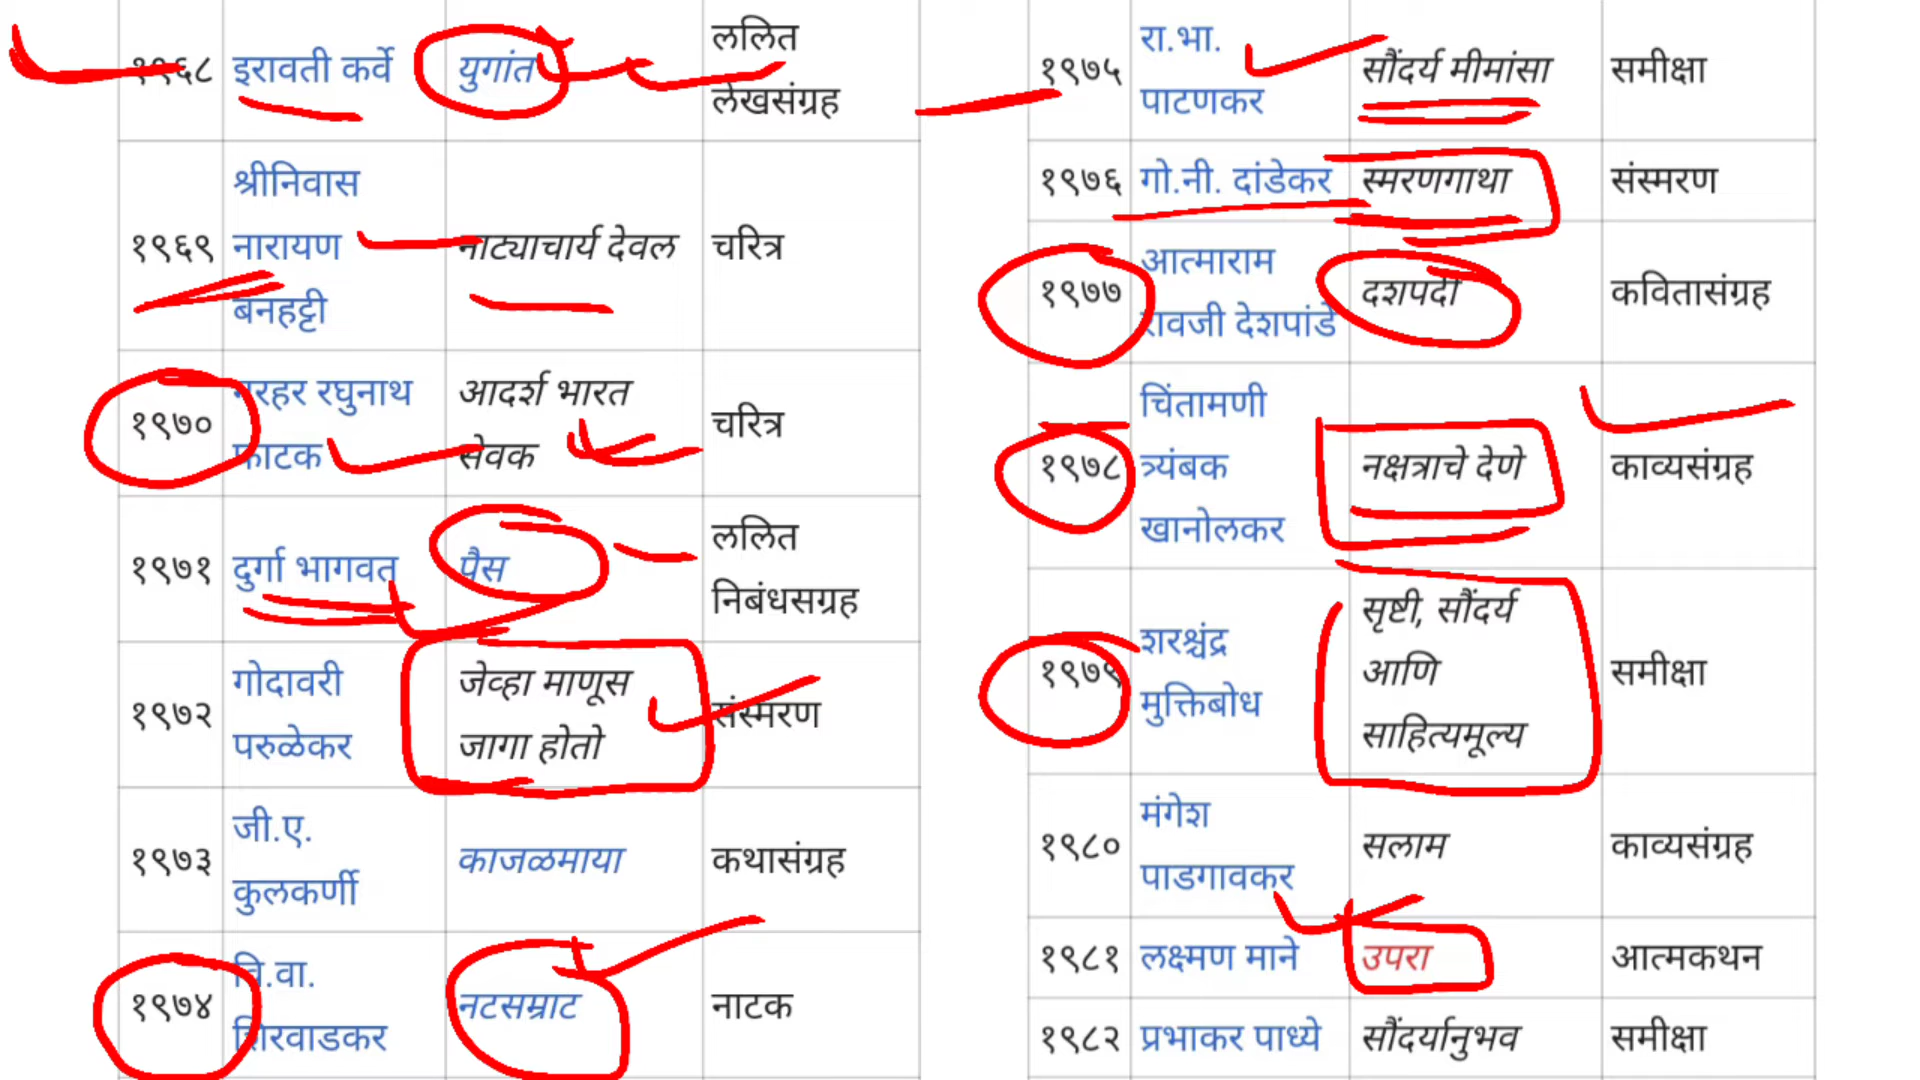 १९६८ इरावती कर्वे युगांत ललित
लेखसंग्रह
श्रीनिवास
१९६९ नारायण नाट्याचार्य देवल चरित्र
बनहट्टी
१९७० नरहर रघुनाथ आदर्श भारत चरित्र
फाटक सेवक
१९७१ दुर्गा भागवत पैस ललित
निबंधसग्रह
१९७२ गोदावरी जेव्हा माणूस संस्मरण
परुळेकर जागा होतो
१९७३ जी.ए. काजळमाया कथासंग्रह
कुलकर्णी
१९७४ वि.वा. नटसम्राट नाटक
शिरवाडकर
१९७५ रा.भा. सौंदर्य मीमांसा समीक्षा
पाटणकर
१९७६ गो.नी. दांडेकर स्मरणगाथा संस्मरण
१९७७ आत्माराम दशपदी कवितासंग्रह
रावजी देशपांडे
चिंतामणी
१९७८ त्र्यंबक नक्षत्राचे देणे काव्यसंग्रह
खानोलकर
१९७९ शरश्चंद्र सृष्टी, सौंदर्य समीक्षा
मुक्तिबोध आणि
साहित्यमूल्य
१९८० मंगेश सलाम काव्यसंग्रह
पाडगावकर
१९८१ लक्ष्मण माने उपरा आत्मकथन
१९८२ प्रभाकर पाध्ये सौंदर्यानुभव समीक्षा